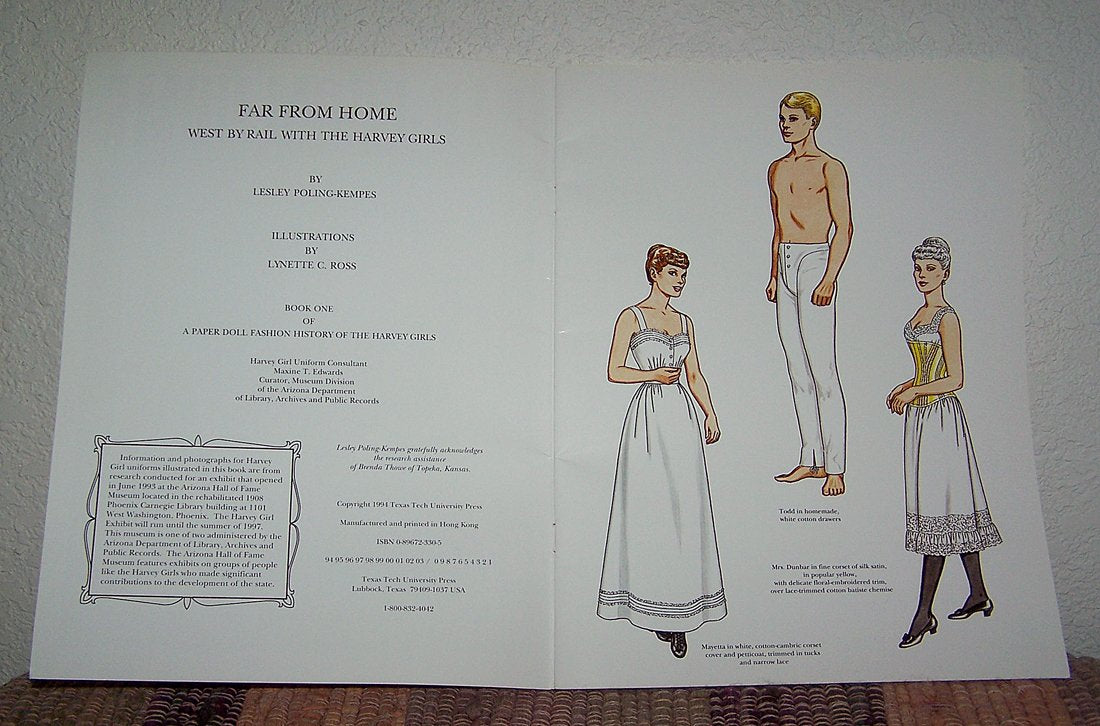 FAR FROM HOME
WEST BY RAIL WITH THE HARVEY GIRLS
BY
LESLEY POLING-KEMPES
ILLUSTRATIONS
BY
LYNETTE C. ROSS
BOOK ONE
OF
A PAPER DOLL FASHION HISTORY OF THE HARVEY GIRLS
Harvey Girl Uniform Consultant
Maxine T. Edwards
Curator, Museum Division
of the Arizona Department
of Library, Archives and Public Records
Information and photographs for Harvey
Girl uniforms illustrated in this book are from
research conducted for an exhibit that opened
in June 1993 at the Arizona Hall of Fame
Museum located in the rehabilitated 1908
Phoenix Carnegie Library building at 1101
West Washington, Phoenix. The Harvey Girl
Exhibit will run until the summer of 1997.
This museum is one of two administered by the
Arizona Department of Library, Archives and
Public Records. The Arizona Hall of Fame
Museum features exhibits on groups of people
like the Harvey Girls who made significant
contributions to the development of the state.
Lesley Poling-Kempes gratefully acknowledges
the research assistance
of Brenda Thowe of Topeka, Kansas.
Copyright 1994 Texas Tech University Press
Manufactured and printed in Hong Kong
ISBN 0-89672-330-5
94 95 96 97 98 99 00 01 02 03 / 0 9 8 7 6 5 4 3 2 1
Texas Tech University Press
Lubbock, Texas 79409-1037 USA
1-800-832-4042
Todd in homemade,
white cotton drawers
Mrs. Dunbar in fine corset of silk satin,
in popular yellow,
with delicate floral-embroidered trim,
over lace-trimmed cotton batiste chemise
Mayetta in white, cotton-cambric corset
cover and petticoat, trimmed in tucks
and narrow lace